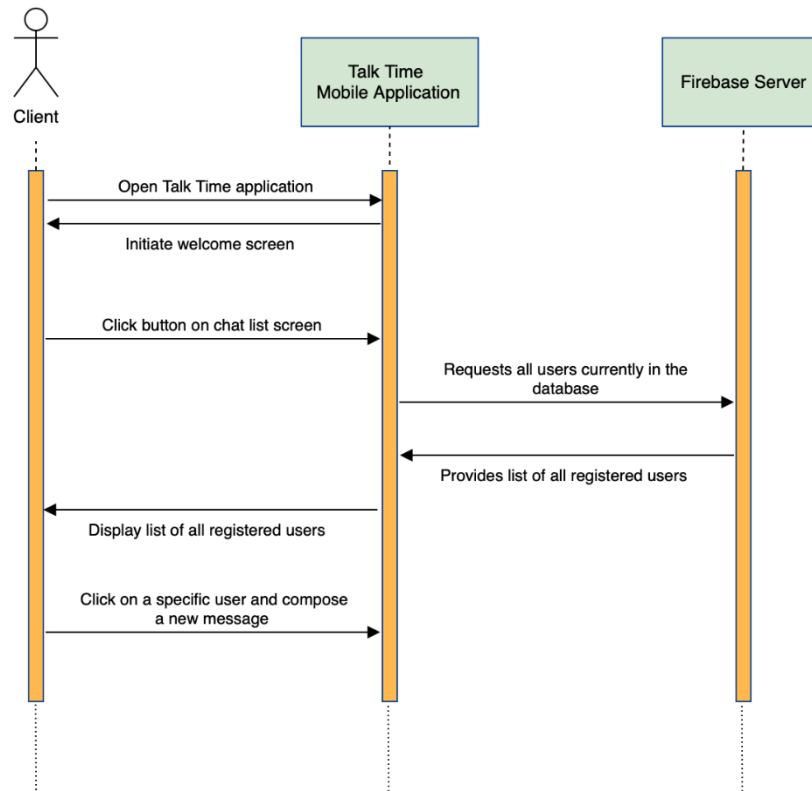 Client
Talk Time
Mobile Application
Firebase Server
Open Talk Time application
Initiate welcome screen
Click button on chat list screen
Requests all users currently in the
database
Provides list of all registered users
Display list of all registered users
Click on a specific user and compose
a new message